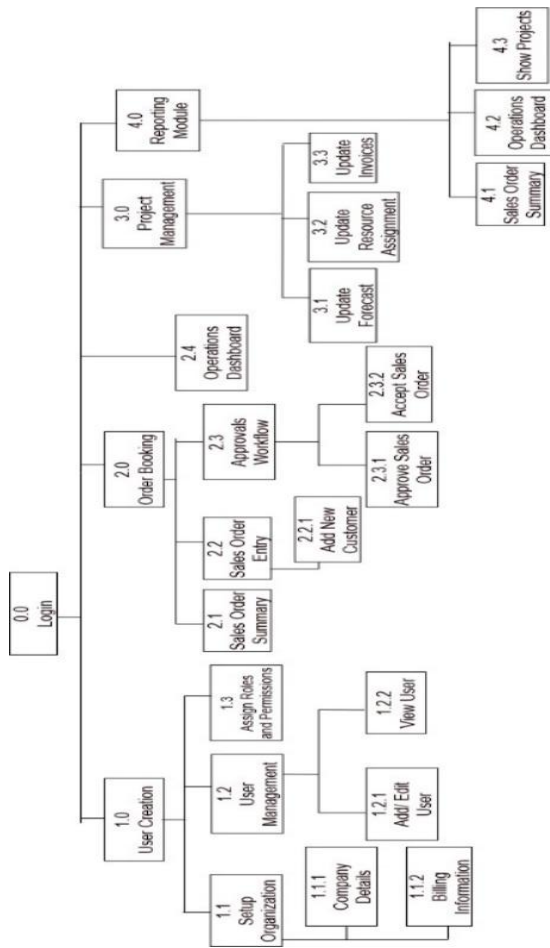 0.0
Login
1.0
User Creation
2.0
Order Booking
2.4
Operations
Dashboard
3.0
Project
Management
4.0
Reporting
Module
1.1
Setup
Organization
1.2
User
Management
1.3
Assign Roles
and Permissions
2.1
Sales Order
Summary
2.2
Sales Order
Entry
2.3
Approvals
Workflow
3.1
Update
Forecast
3.2
Update
Resource
Assignment
3.3
Update
Invoices
1.1.1
Company
Details
1.1.2
Billing
Information
1.2.1
Add/ Edit
User
1.2.2
View User
2.2.1
Add New
Customer
2.3.1
Approve Sales
Order
2.3.2
Accept Sales
Order
4.1
Sales Order
Summary
4.2
Operations
Dashboard
4.3
Show Projects